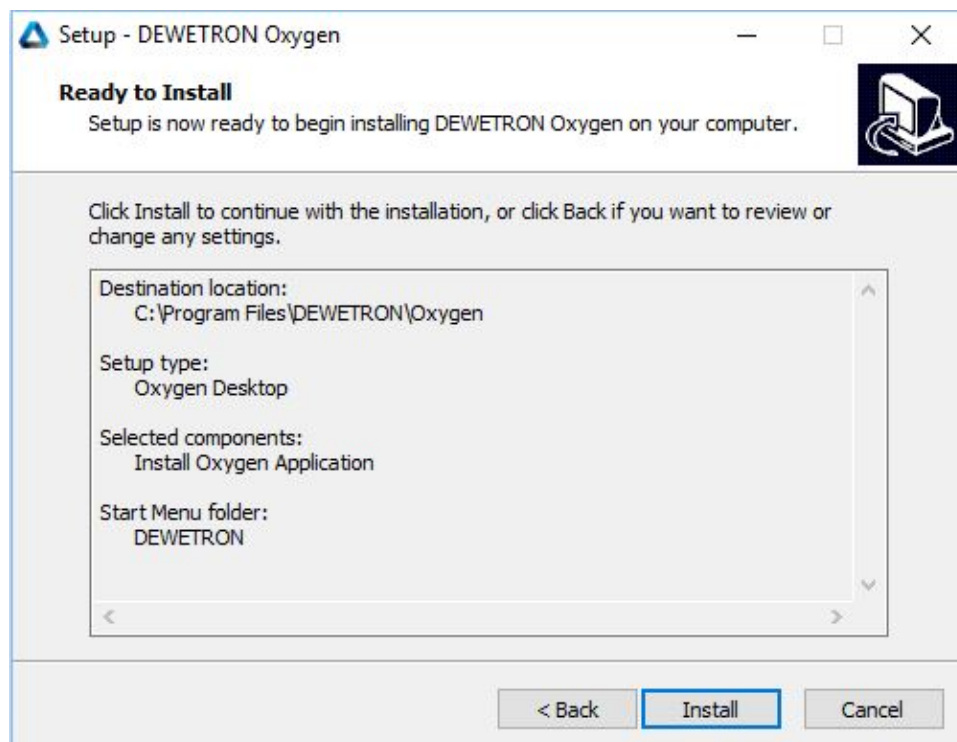 Setup - DEWETRON Oxygen
Ready to Install
Setup is now ready to begin installing DEWETRON Oxygen on your computer.
Click Install to continue with the installation, or click Back if you want to review or
change any settings.
Destination location:
C:\Program Files\DEWETRON\Oxygen
Setup type:
Oxygen Desktop
Selected components:
Install Oxygen Application
Start Menu folder:
DEWETRON
< Back
Install
Cancel